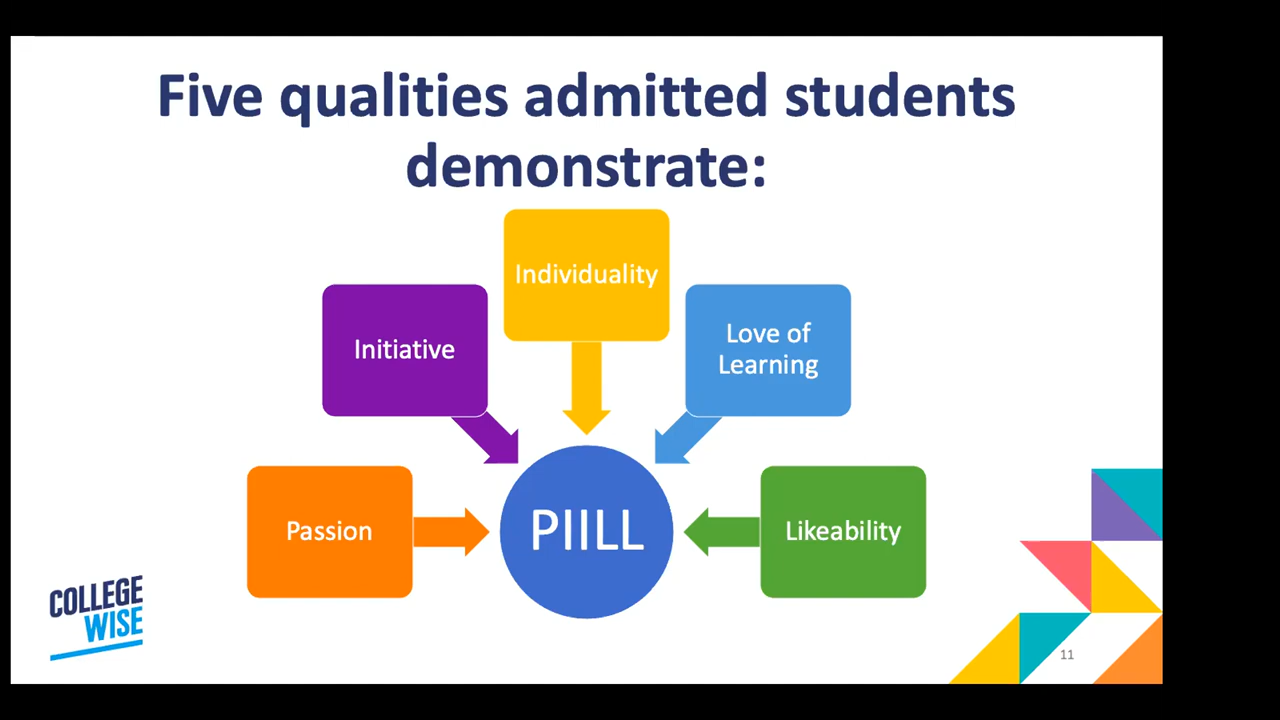 Five qualities admitted students
demonstrate:
Individuality
Initiative
Love of
Learning
Passion
PIILL
Likeability
COLLEGE
WISE
11